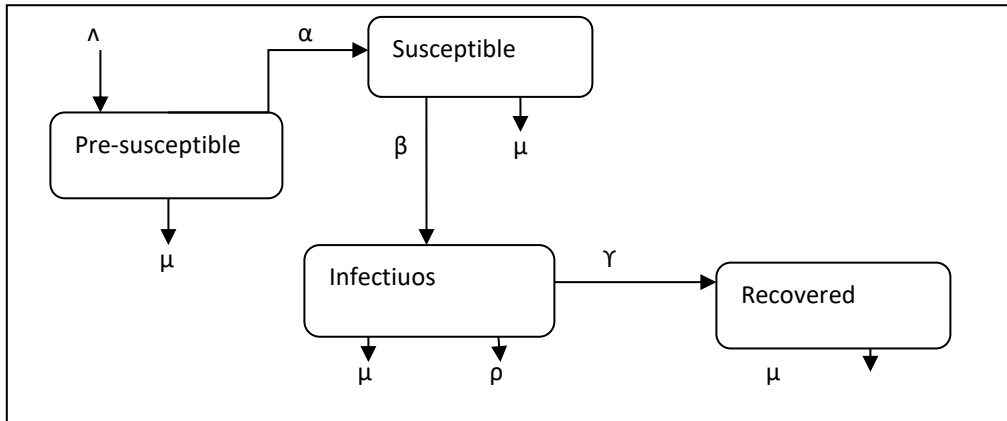 ʌ
α
Susceptible
Pre-susceptible
β
μ
μ
Infectiuos
ϒ
Recovered
μ
ρ
μ